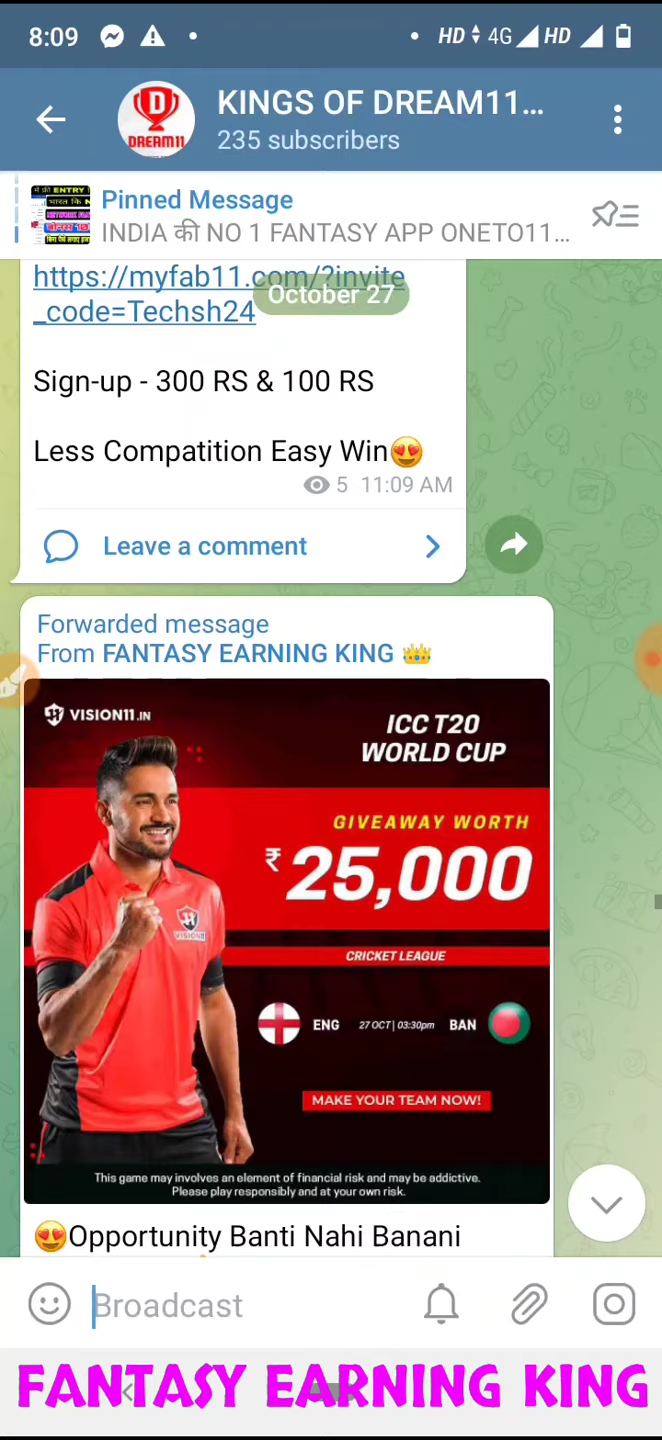 8:09 HD 4G HD
KINGS OF DREAM11...
235 subscribers
DREAM11
Pinned Message
INDIA की NO 1 FANTASY APP ONETO11...
https://myfab11.com/?invite
_code=Techsh24
October 27
Sign-up - 300 RS & 100 RS
Less Compatition Easy Win😍
5 11:09 AM
Leave a comment
Forwarded message
From FANTASY EARNING KING 👑
VISION11.IN
ICC T20
WORLD CUP
GIVEAWAY WORTH
₹25,000
CRICKET LEAGUE
VISION11
ENG 27 OCT | 03:30pm BAN
MAKE YOUR TEAM NOW!
This game may involves an element of financial risk and may be addictive.
Please play responsibly and at your own risk.
😍Opportunity Banti Nahi Banani
Broadcast
FANTASY EARNING KING